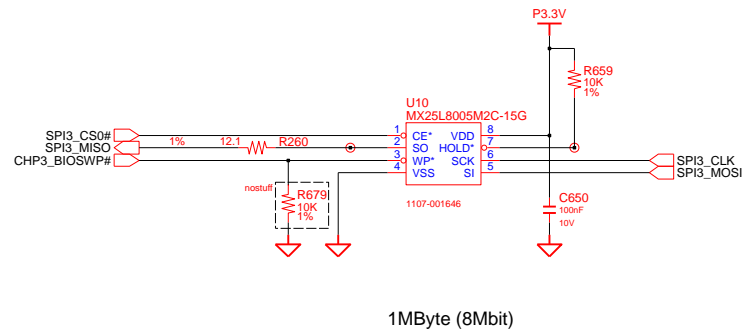 P3.3V
R659
10K
1%
U10
MX25L8005M2C-15G
SPI3_CS0# 1 CE* VDD 8
SPI3_MISO 1% 12.1 R260 2 SO HOLD* 7
CHP3_BIOSWP# 3 WP* SCK 6 SPI3_CLK
4 VSS SI 5 SPI3_MOSI
nostuff
R679
10K
1%
1107-001646
C650
100nF
10V
1MByte (8Mbit)